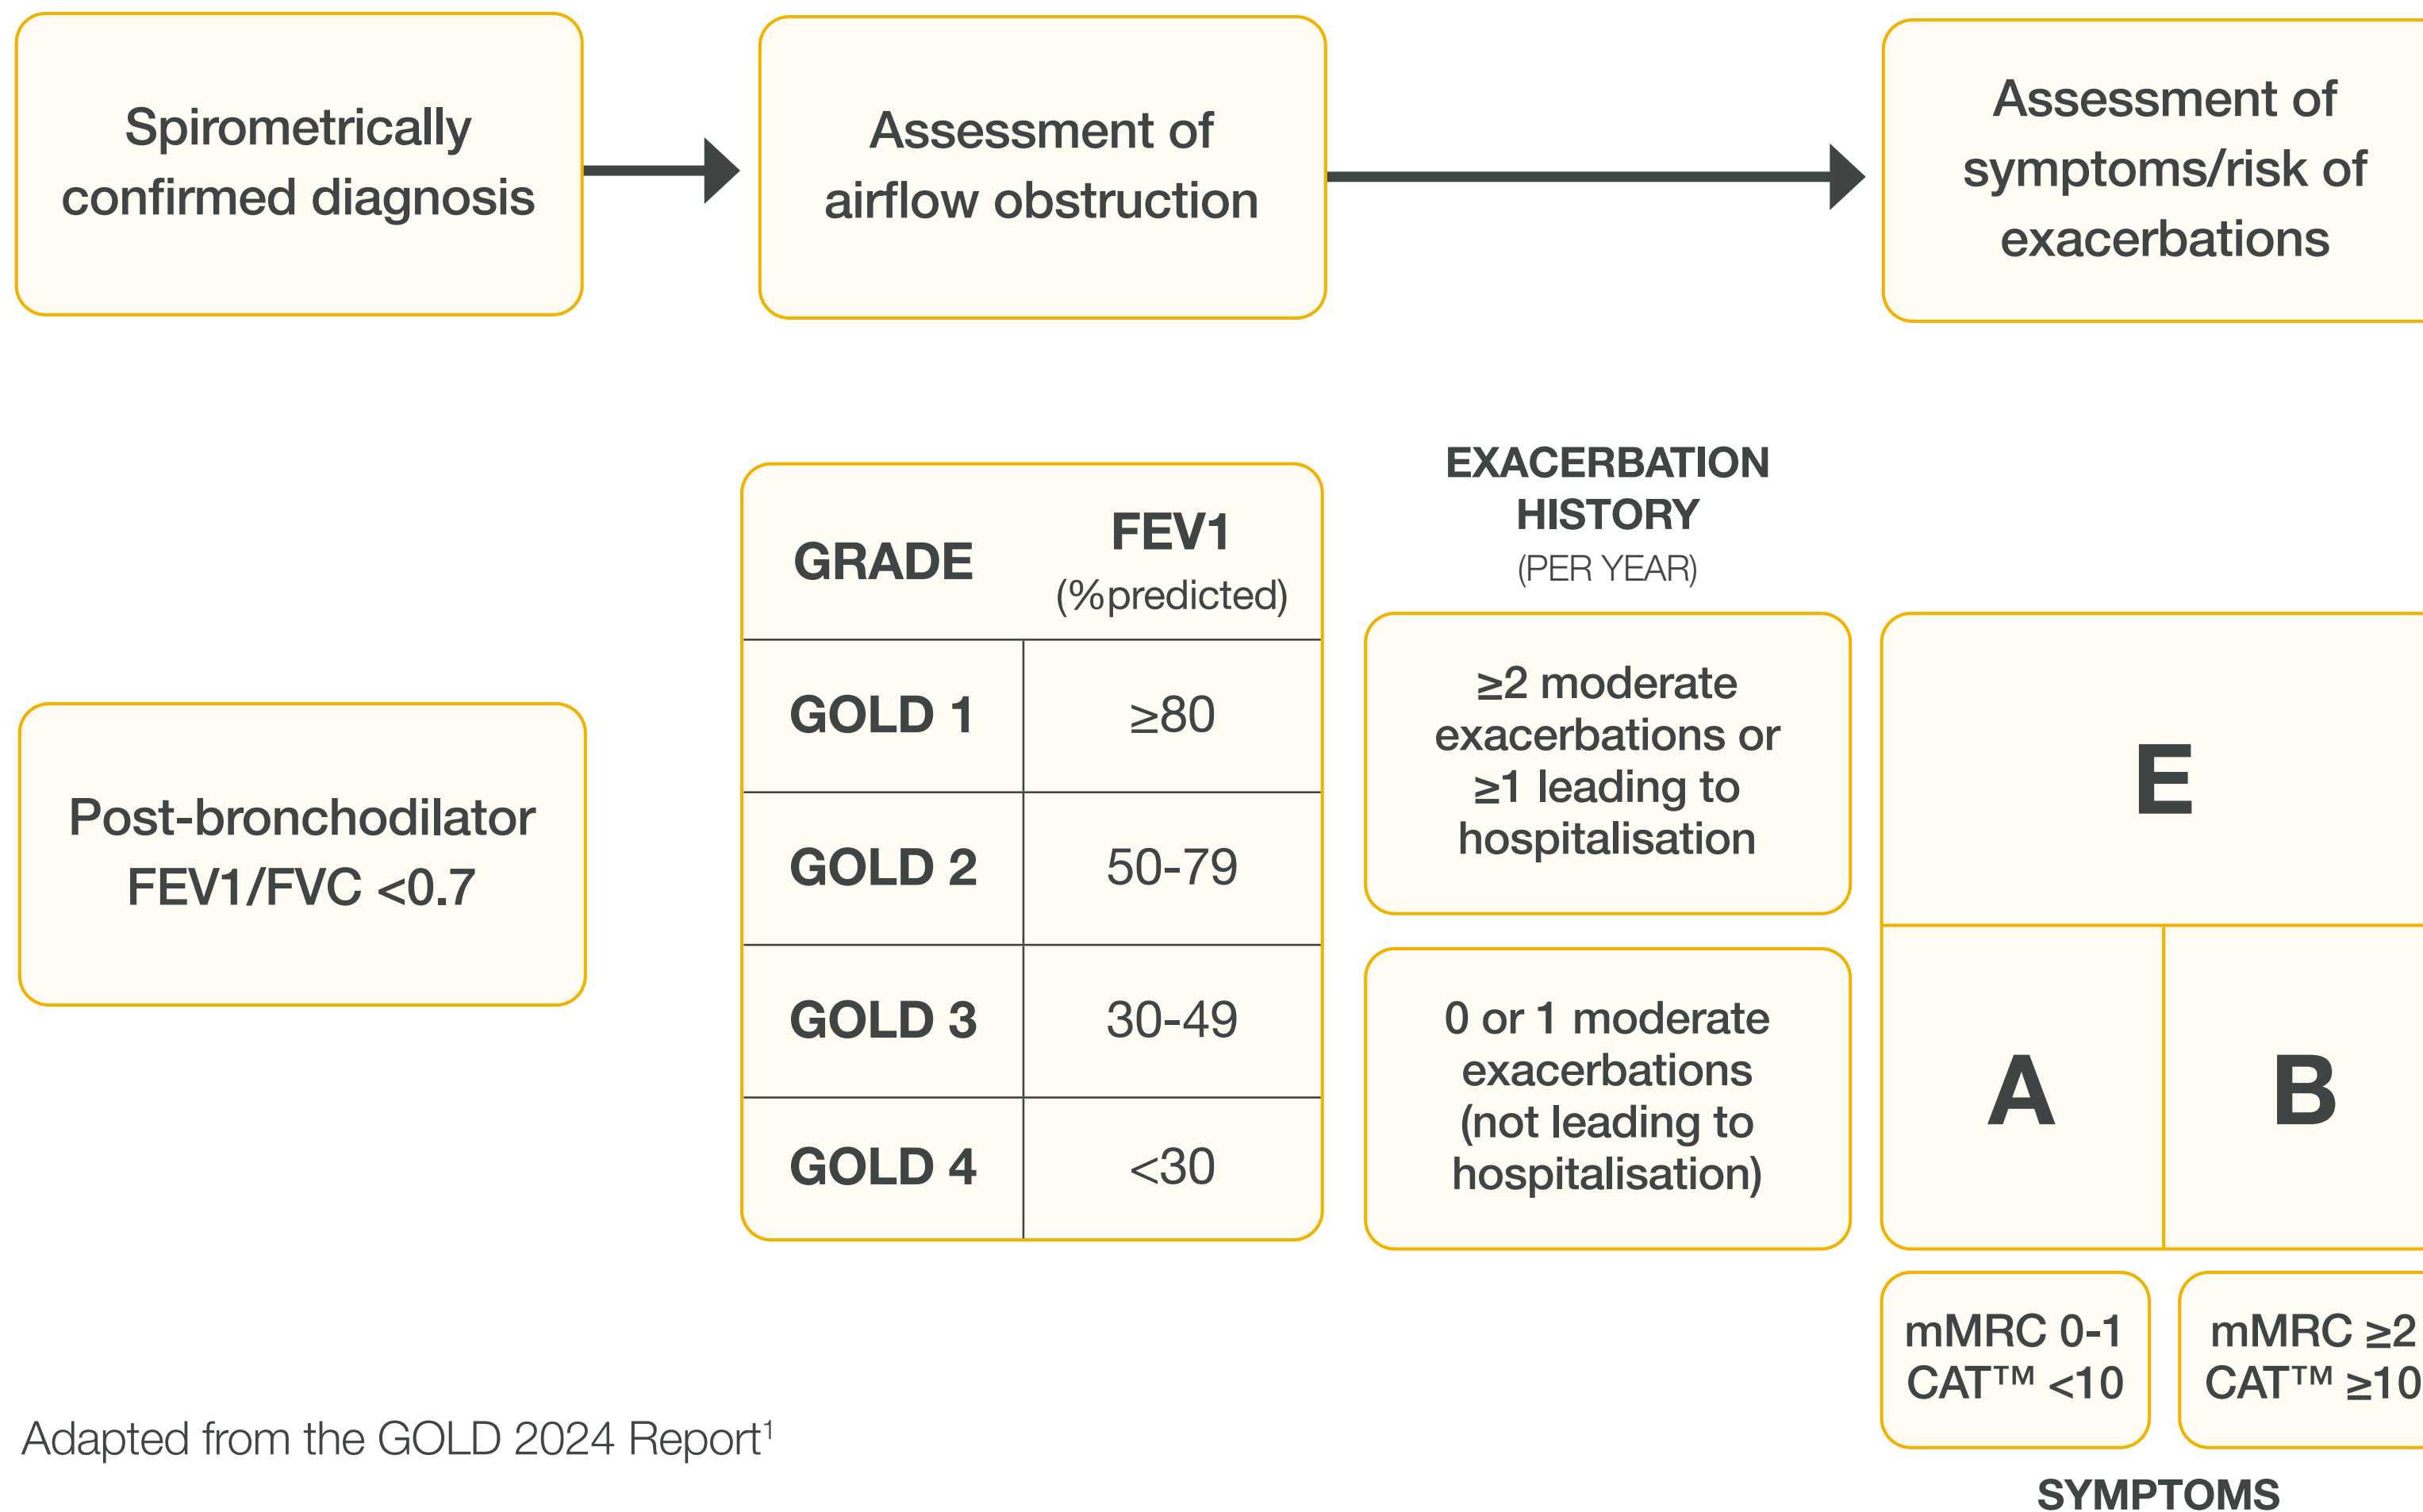 Spirometrically
confirmed diagnosis
Assessment of
airflow obstruction
Assessment of
symptoms/risk of
exacerbations
Post-bronchodilator
FEV1/FVC <0.7
GRADE
FEV1
(%predicted)
GOLD 1
≥80
GOLD 2
50-79
GOLD 3
30-49
GOLD 4
<30
EXACERBATION
HISTORY
(PER YEAR)
≥2 moderate
exacerbations or
≥1 leading to
hospitalisation
0 or 1 moderate
exacerbations
(not leading to
hospitalisation)
E
A
B
mMRC 0-1
CAT™ <10
mMRC ≥2
CAT™ ≥10
SYMPTOMS
Adapted from the GOLD 2024 Report¹